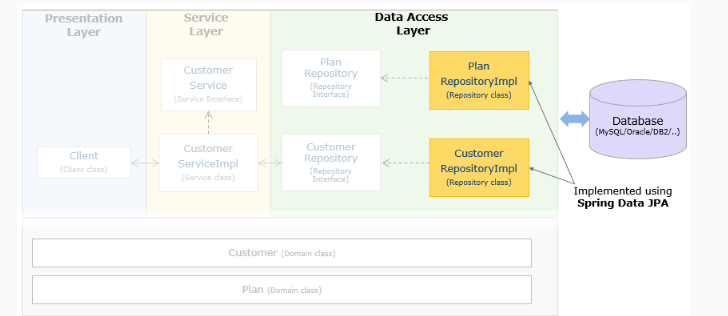 Presentation
Layer
Service
Layer
Data Access
Layer
Customer
Service
(Service Interface)
Plan
Repository
(Repository
Interface)
Plan
RepositoryImpl
(Repository class)
Database
(MySQL/Oracle/DB2/..)
Client
(Client class)
Customer
ServiceImpl
(Service class)
Customer
Repository
(Repository
Interface)
Customer
RepositoryImpl
(Repository class)
Implemented using
Spring Data JPA
Customer (Domain class)
Plan (Domain class)